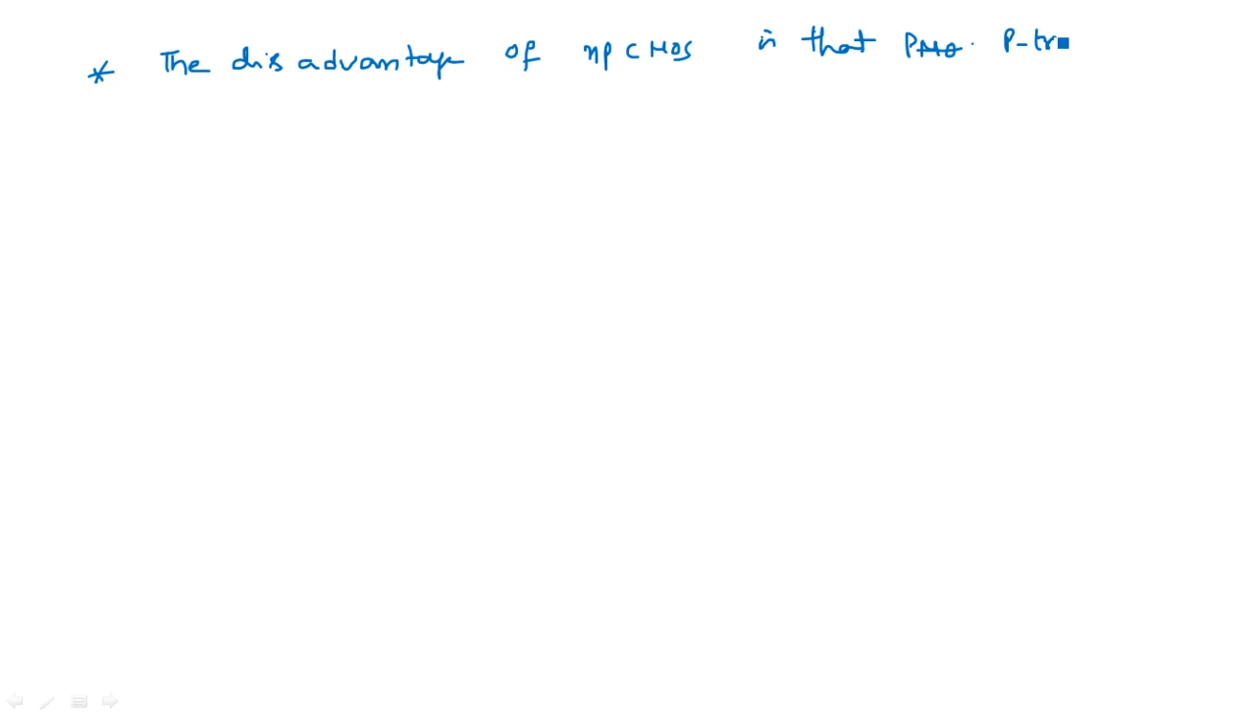 * The disadvantage of np CMOS is that P-tr